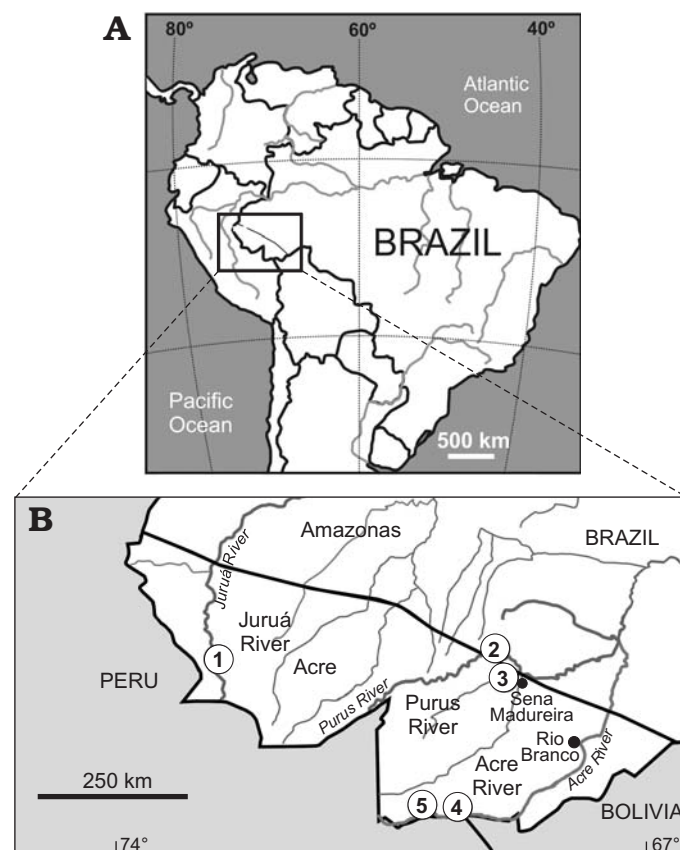 A
80º
60º
40º
Atlantic
Ocean
BRAZIL
Pacific
Ocean
500 km
B
Amazonas
BRAZIL
Juruá River
Juruá
River
1
Acre
2
3
PERU
Purus River
Purus
River
Sena
Madureira
Rio
Branco
Acre River
Acre
River
250 km
5
4
BOLIVIA
74°
67°